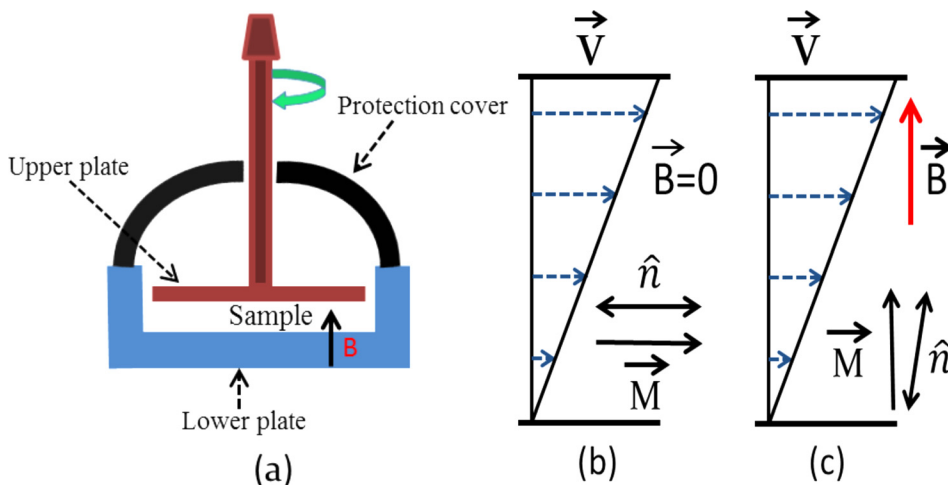 Protection cover
Upper plate
Sample
B
Lower plate
(a)
V⃗
B⃗=0
n̂
M⃗
(b)
V⃗
B⃗
M⃗
n̂
(c)